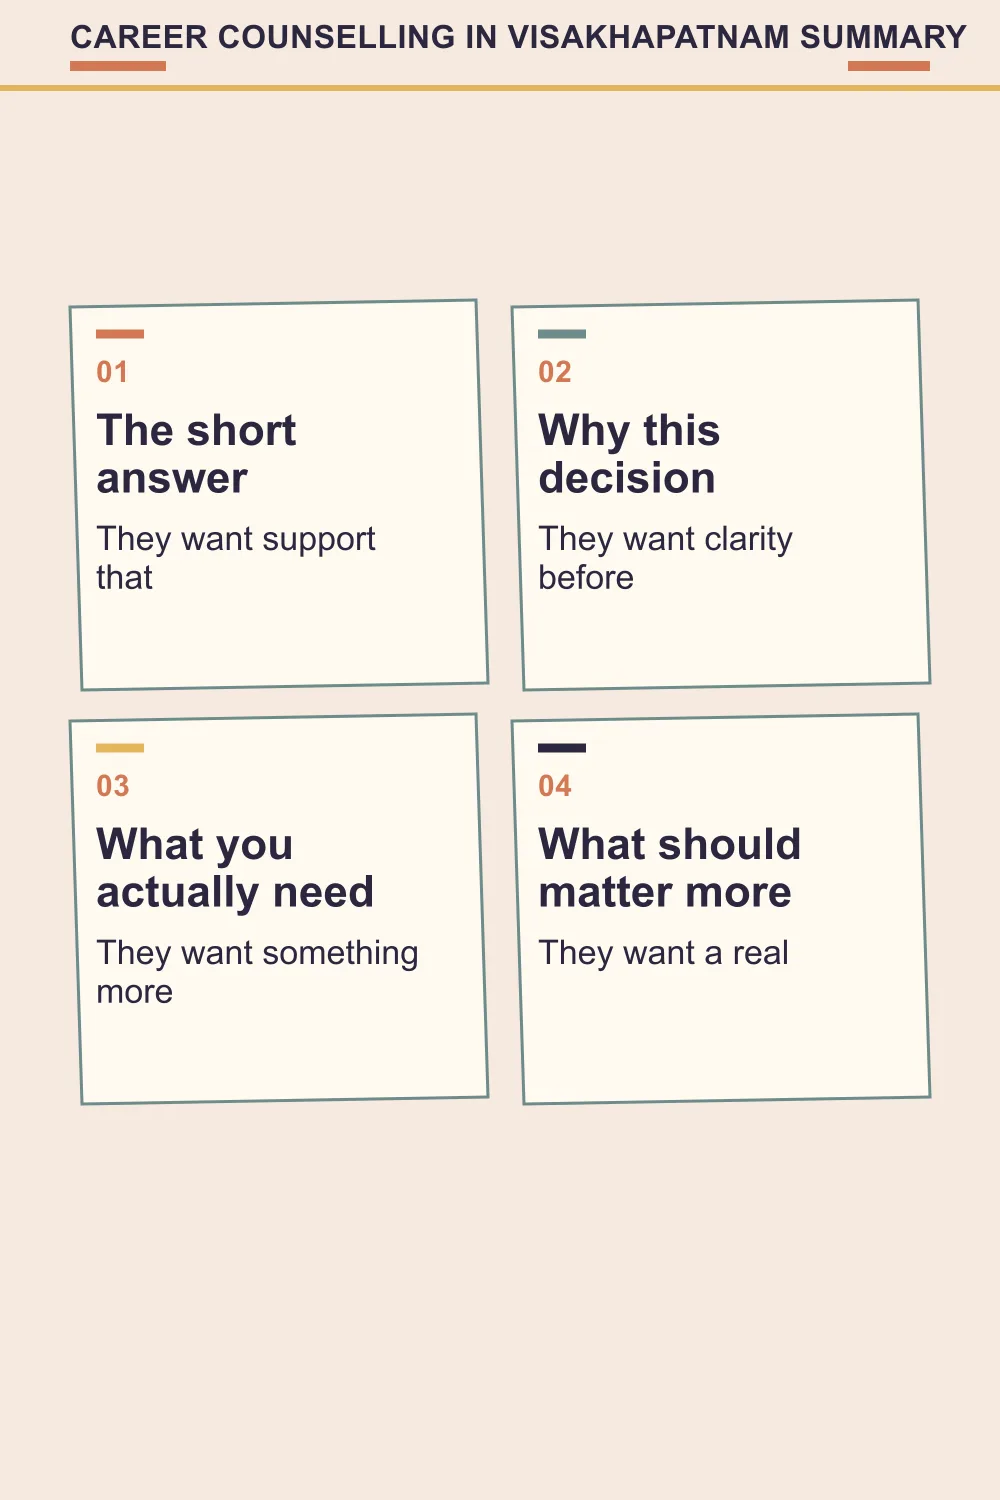 CAREER COUNSELLING IN VISAKHAPATNAM SUMMARY
01
The short
answer
They want support
that
02
Why this
decision
They want clarity
before
03
What you
actually need
They want something
more
04
What should
matter more
They want a real